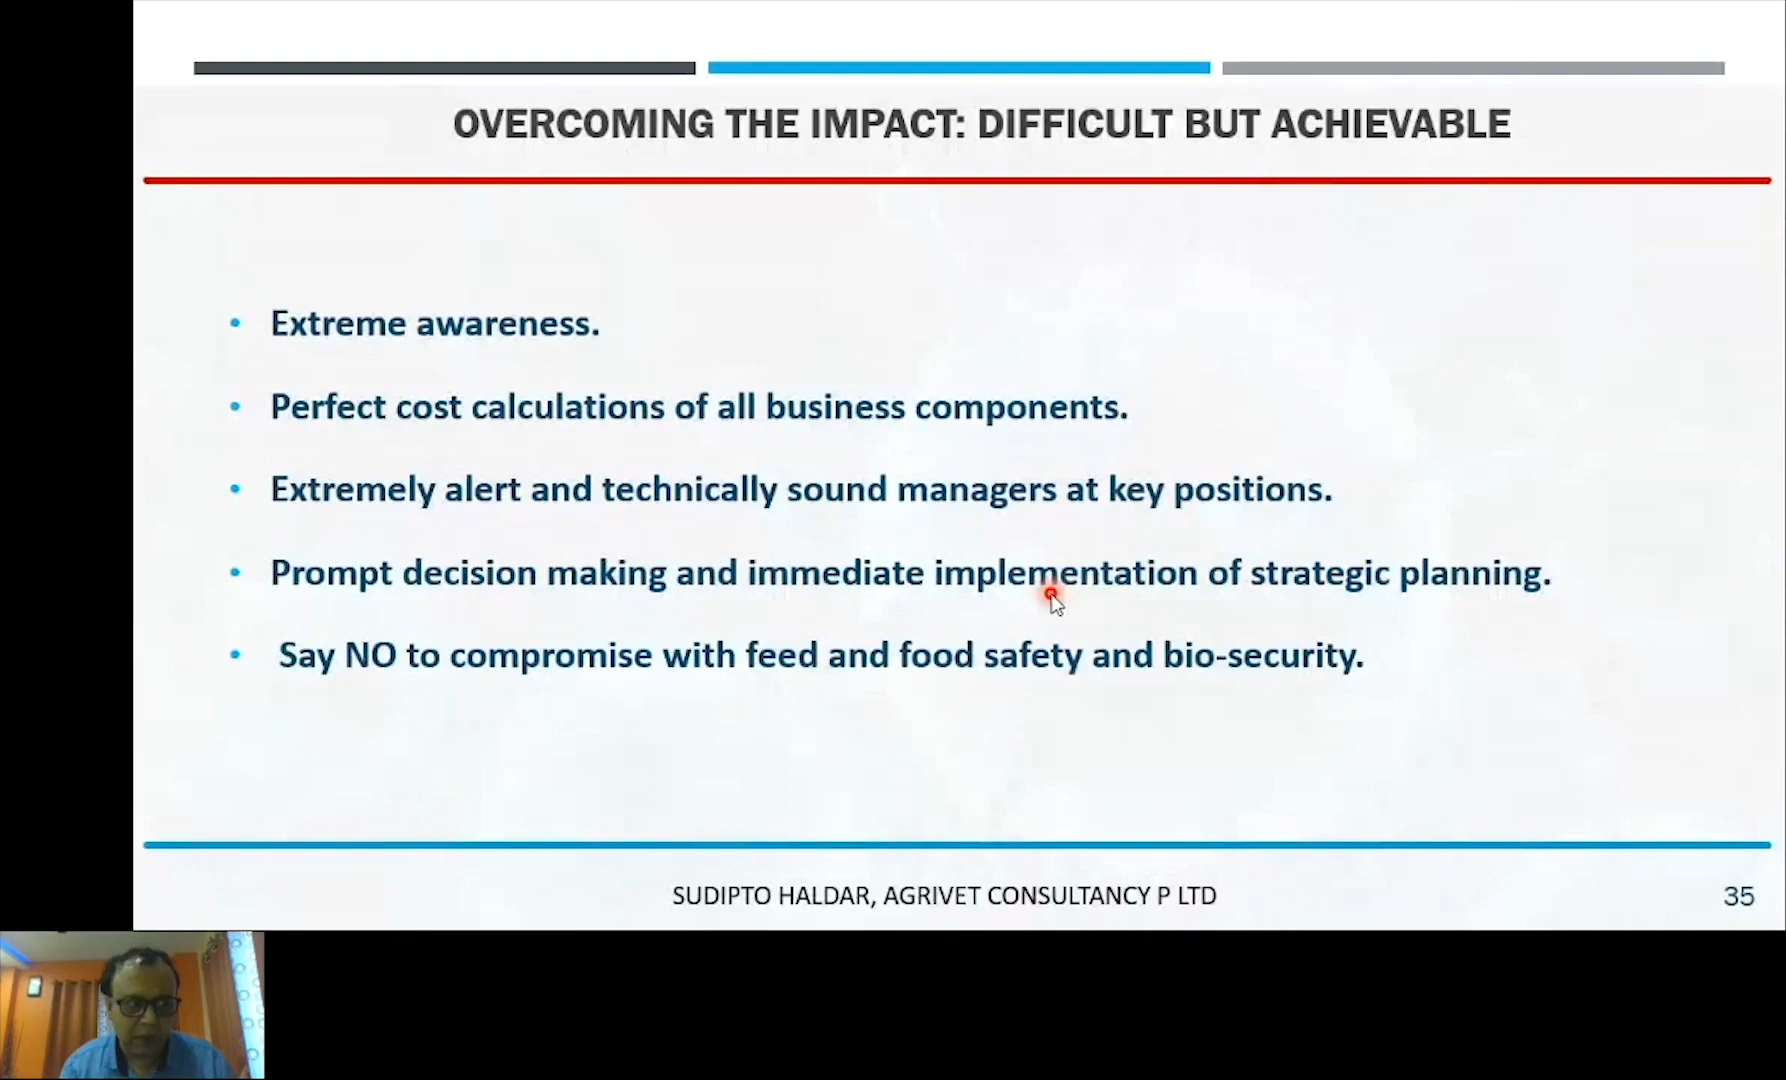 OVERCOMING THE IMPACT: DIFFICULT BUT ACHIEVABLE
• Extreme awareness.
• Perfect cost calculations of all business components.
• Extremely alert and technically sound managers at key positions.
• Prompt decision making and immediate implementation of strategic planning.
• Say NO to compromise with feed and food safety and bio-security.
SUDIPTO HALDAR, AGRIVET CONSULTANCY P LTD
35